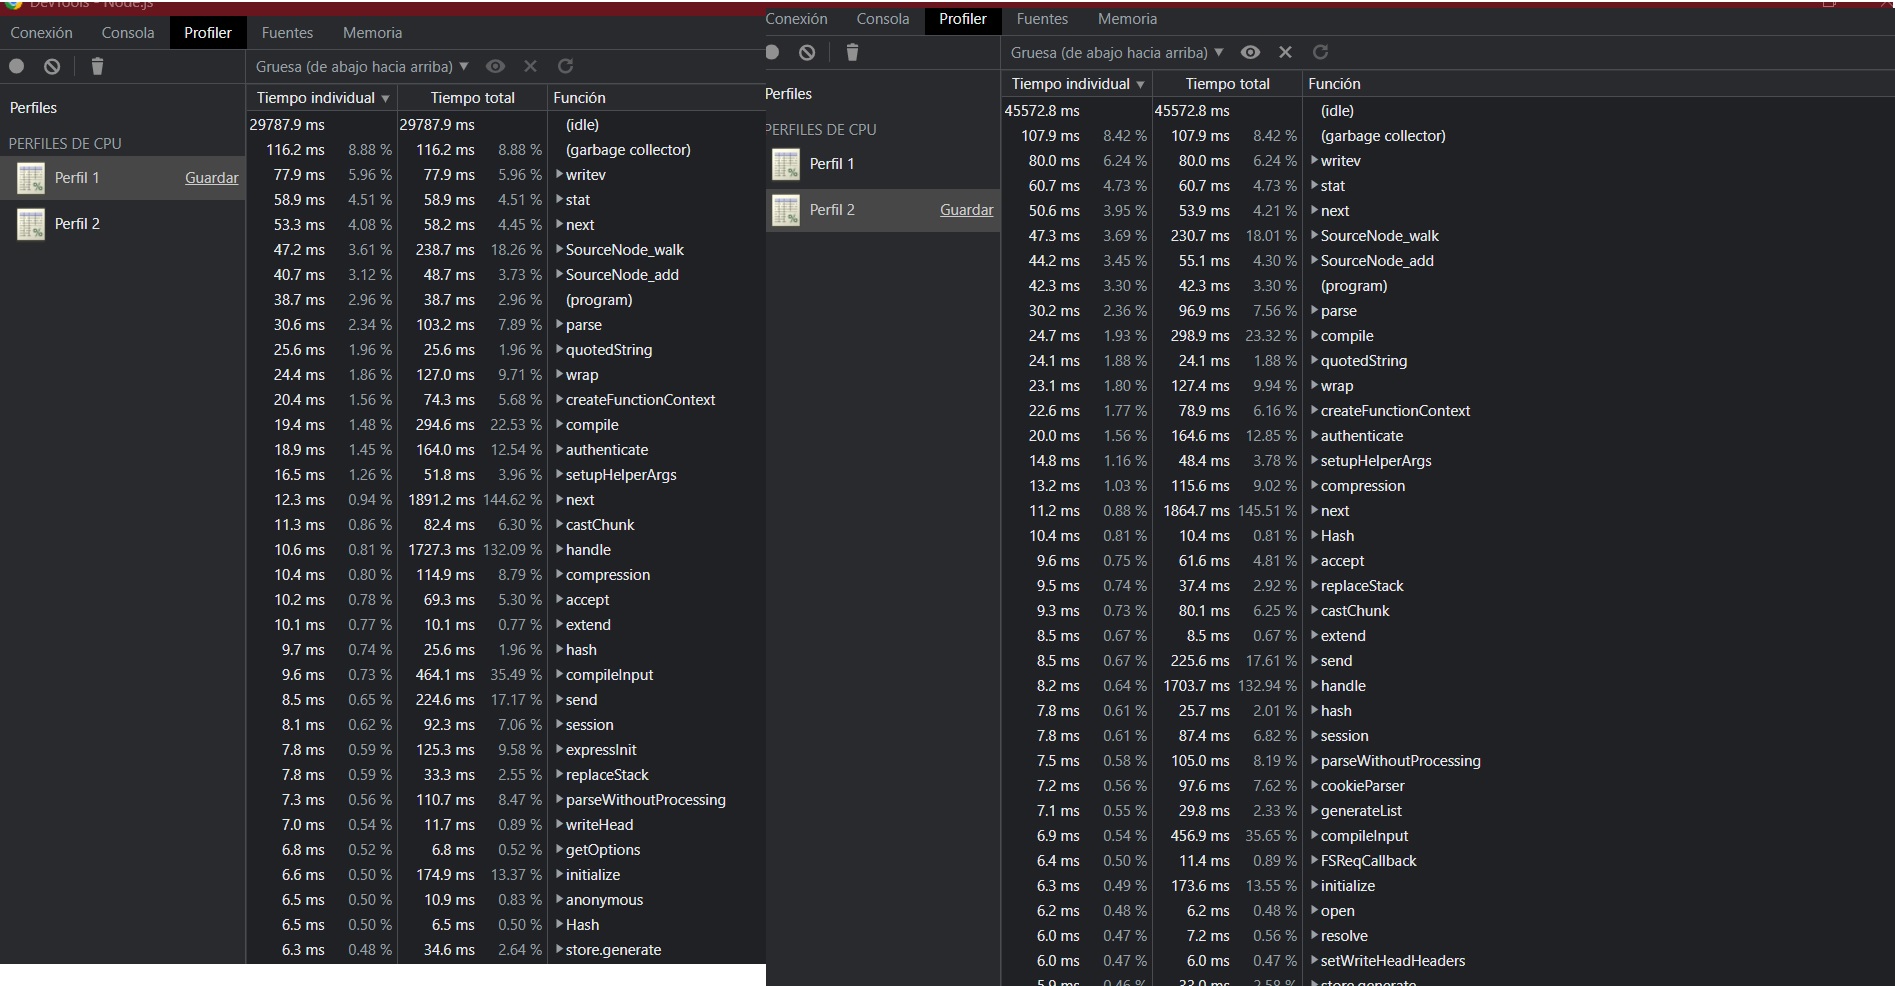 DevTools - Node.js
Conexión Consola Profiler Fuentes Memoria
Gruesa (de abajo hacia arriba) ▼
Perfiles
PERFILES DE CPU
Perfil 1 Guardar
Perfil 2
Tiempo individual ▼ Tiempo total Función
29787.9 ms 29787.9 ms (idle)
116.2 ms 8.88 % 116.2 ms 8.88 % (garbage collector)
77.9 ms 5.96 % 77.9 ms 5.96 % writev
58.9 ms 4.51 % 58.9 ms 4.51 % stat
53.3 ms 4.08 % 58.2 ms 4.45 % next
47.2 ms 3.61 % 238.7 ms 18.26 % SourceNode_walk
40.7 ms 3.12 % 48.7 ms 3.73 % SourceNode_add
38.7 ms 2.96 % 38.7 ms 2.96 % (program)
30.6 ms 2.34 % 103.2 ms 7.89 % parse
25.6 ms 1.96 % 25.6 ms 1.96 % quotedString
24.4 ms 1.86 % 127.0 ms 9.71 % wrap
20.4 ms 1.56 % 74.3 ms 5.68 % createFunctionContext
19.4 ms 1.48 % 294.6 ms 22.53 % compile
18.9 ms 1.45 % 164.0 ms 12.54 % authenticate
16.5 ms 1.26 % 51.8 ms 3.96 % setupHelperArgs
12.3 ms 0.94 % 1891.2 ms 144.62 % next
11.3 ms 0.86 % 82.4 ms 6.30 % castChunk
10.6 ms 0.81 % 1727.3 ms 132.09 % handle
10.4 ms 0.80 % 114.9 ms 8.79 % compression
10.2 ms 0.78 % 69.3 ms 5.30 % accept
10.1 ms 0.77 % 10.1 ms 0.77 % extend
9.7 ms 0.74 % 25.6 ms 1.96 % hash
9.6 ms 0.73 % 464.1 ms 35.49 % compileInput
8.5 ms 0.65 % 224.6 ms 17.17 % send
8.1 ms 0.62 % 92.3 ms 7.06 % session
7.8 ms 0.59 % 125.3 ms 9.58 % expressInit
7.8 ms 0.59 % 33.3 ms 2.55 % replaceStack
7.3 ms 0.56 % 110.7 ms 8.47 % parseWithoutProcessing
7.0 ms 0.54 % 11.7 ms 0.89 % writeHead
6.8 ms 0.52 % 6.8 ms 0.52 % getOptions
6.6 ms 0.50 % 174.9 ms 13.37 % initialize
6.5 ms 0.50 % 10.9 ms 0.83 % anonymous
6.5 ms 0.50 % 6.5 ms 0.50 % Hash
6.3 ms 0.48 % 34.6 ms 2.64 % store.generate
Conexión Consola Profiler Fuentes Memoria
Gruesa (de abajo hacia arriba) ▼
Perfiles
PERFILES DE CPU
Perfil 1
Perfil 2 Guardar
Tiempo individual ▼ Tiempo total Función
45572.8 ms 45572.8 ms (idle)
107.9 ms 8.42 % 107.9 ms 8.42 % (garbage collector)
80.0 ms 6.24 % 80.0 ms 6.24 % writev
60.7 ms 4.73 % 60.7 ms 4.73 % stat
50.6 ms 3.95 % 53.9 ms 4.21 % next
47.3 ms 3.69 % 230.7 ms 18.01 % SourceNode_walk
44.2 ms 3.45 % 55.1 ms 4.30 % SourceNode_add
42.3 ms 3.30 % 42.3 ms 3.30 % (program)
30.2 ms 2.36 % 96.9 ms 7.56 % parse
24.7 ms 1.93 % 298.9 ms 23.32 % compile
24.1 ms 1.88 % 24.1 ms 1.88 % quotedString
23.1 ms 1.80 % 127.4 ms 9.94 % wrap
22.6 ms 1.77 % 78.9 ms 6.16 % createFunctionContext
20.0 ms 1.56 % 164.6 ms 12.85 % authenticate
14.8 ms 1.16 % 48.4 ms 3.78 % setupHelperArgs
13.2 ms 1.03 % 115.6 ms 9.02 % compression
11.2 ms 0.88 % 1864.7 ms 145.51 % next
10.4 ms 0.81 % 10.4 ms 0.81 % Hash
9.6 ms 0.75 % 61.6 ms 4.81 % accept
9.5 ms 0.74 % 37.4 ms 2.92 % replaceStack
9.3 ms 0.73 % 80.1 ms 6.25 % castChunk
8.5 ms 0.67 % 8.5 ms 0.67 % extend
8.5 ms 0.67 % 225.6 ms 17.61 % send
8.2 ms 0.64 % 1703.7 ms 132.94 % handle
7.8 ms 0.61 % 25.7 ms 2.01 % hash
7.8 ms 0.61 % 87.4 ms 6.82 % session
7.5 ms 0.58 % 105.0 ms 8.19 % parseWithoutProcessing
7.2 ms 0.56 % 97.6 ms 7.62 % cookieParser
7.1 ms 0.55 % 29.8 ms 2.33 % generateList
6.9 ms 0.54 % 456.9 ms 35.65 % compileInput
6.4 ms 0.50 % 11.4 ms 0.89 % FSReqCallback
6.3 ms 0.49 % 173.6 ms 13.55 % initialize
6.2 ms 0.48 % 6.2 ms 0.48 % open
6.0 ms 0.47 % 7.2 ms 0.56 % resolve
6.0 ms 0.47 % 6.0 ms 0.47 % setWriteHeadHeaders
5.9 ms 0.46 % 33.0 ms 2.58 % store.generate